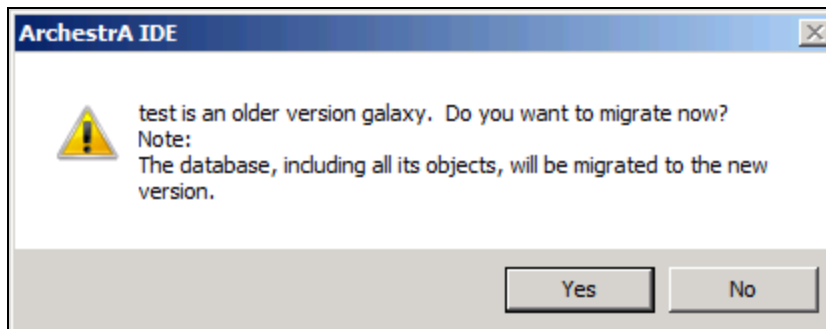 ArchestrA IDE
test is an older version galaxy.  Do you want to migrate now?
Note:
The database, including all its objects, will be migrated to the new
version.
Yes
No